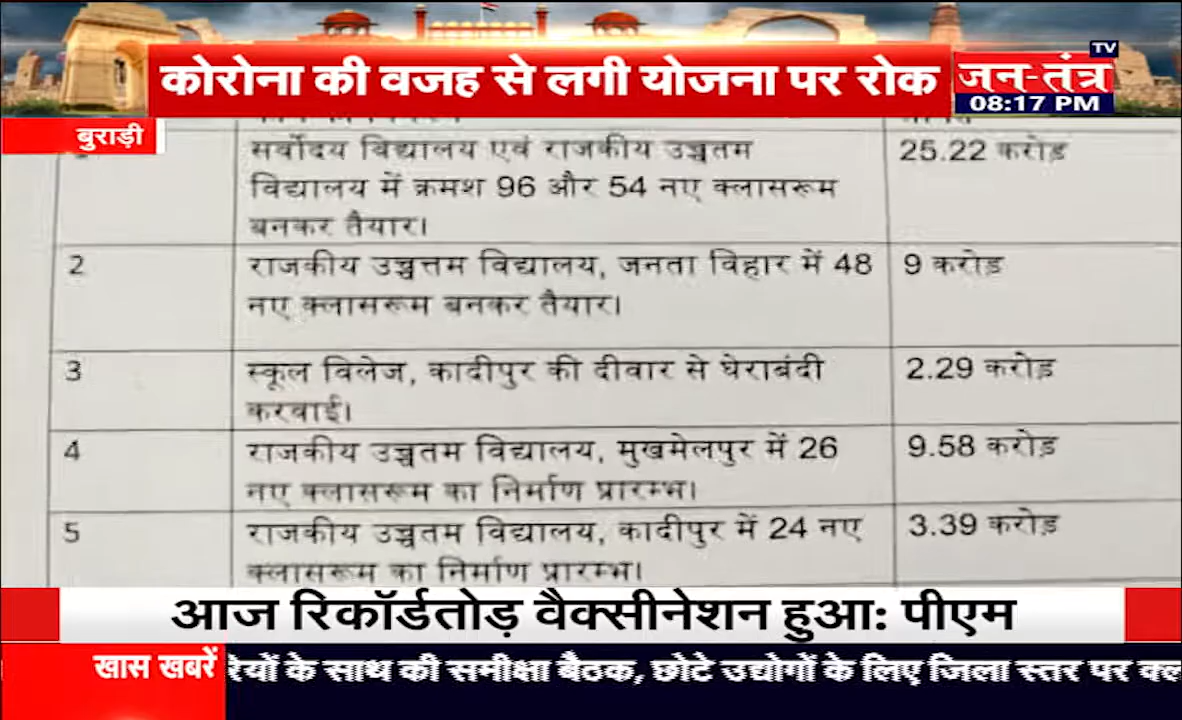 TV
कोरोना की वजह से लगी योजना पर रोक
जन-तंत्र
08:17 PM
बुराड़ी
सर्वोदय विद्यालय एवं राजकीय उच्चतम
विद्यालय में क्रमश 96 और 54 नए क्लासरूम
बनकर तैयार।
25.22 करोड़
2
राजकीय उच्चत्तम विद्यालय, जनता विहार में 48
नए क्लासरूम बनकर तैयार।
9 करोड़
3
स्कूल विलेज, कादीपुर की दीवार से घेराबंदी
करवाई।
2.29 करोड़
4
राजकीय उच्चतम विद्यालय, मुखमेलपुर में 26
नए क्लासरूम का निर्माण प्रारम्भ।
9.58 करोड़
5
राजकीय उच्चतम विद्यालय, कादीपुर में 24 नए
क्लासरूम का निर्माण प्रारम्भ।
3.39 करोड़
आज रिकॉर्डतोड़ वैक्सीनेशन हुआ: पीएम
खास खबरें
के साथ की समीक्षा बैठक, छोटे उद्योगों के लिए जिला स्तर पर